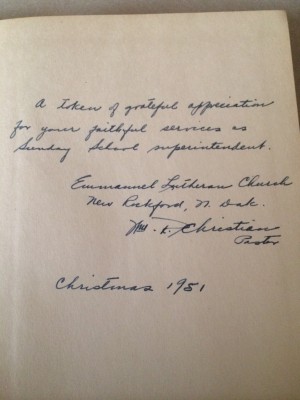 A token of grateful appreciation
for your faithful services as
Sunday School superintendent.
Emmanuel Lutheran Church
New Rockford, N. Dak.
Wm. F. Christian
Pastor
Christmas 1951